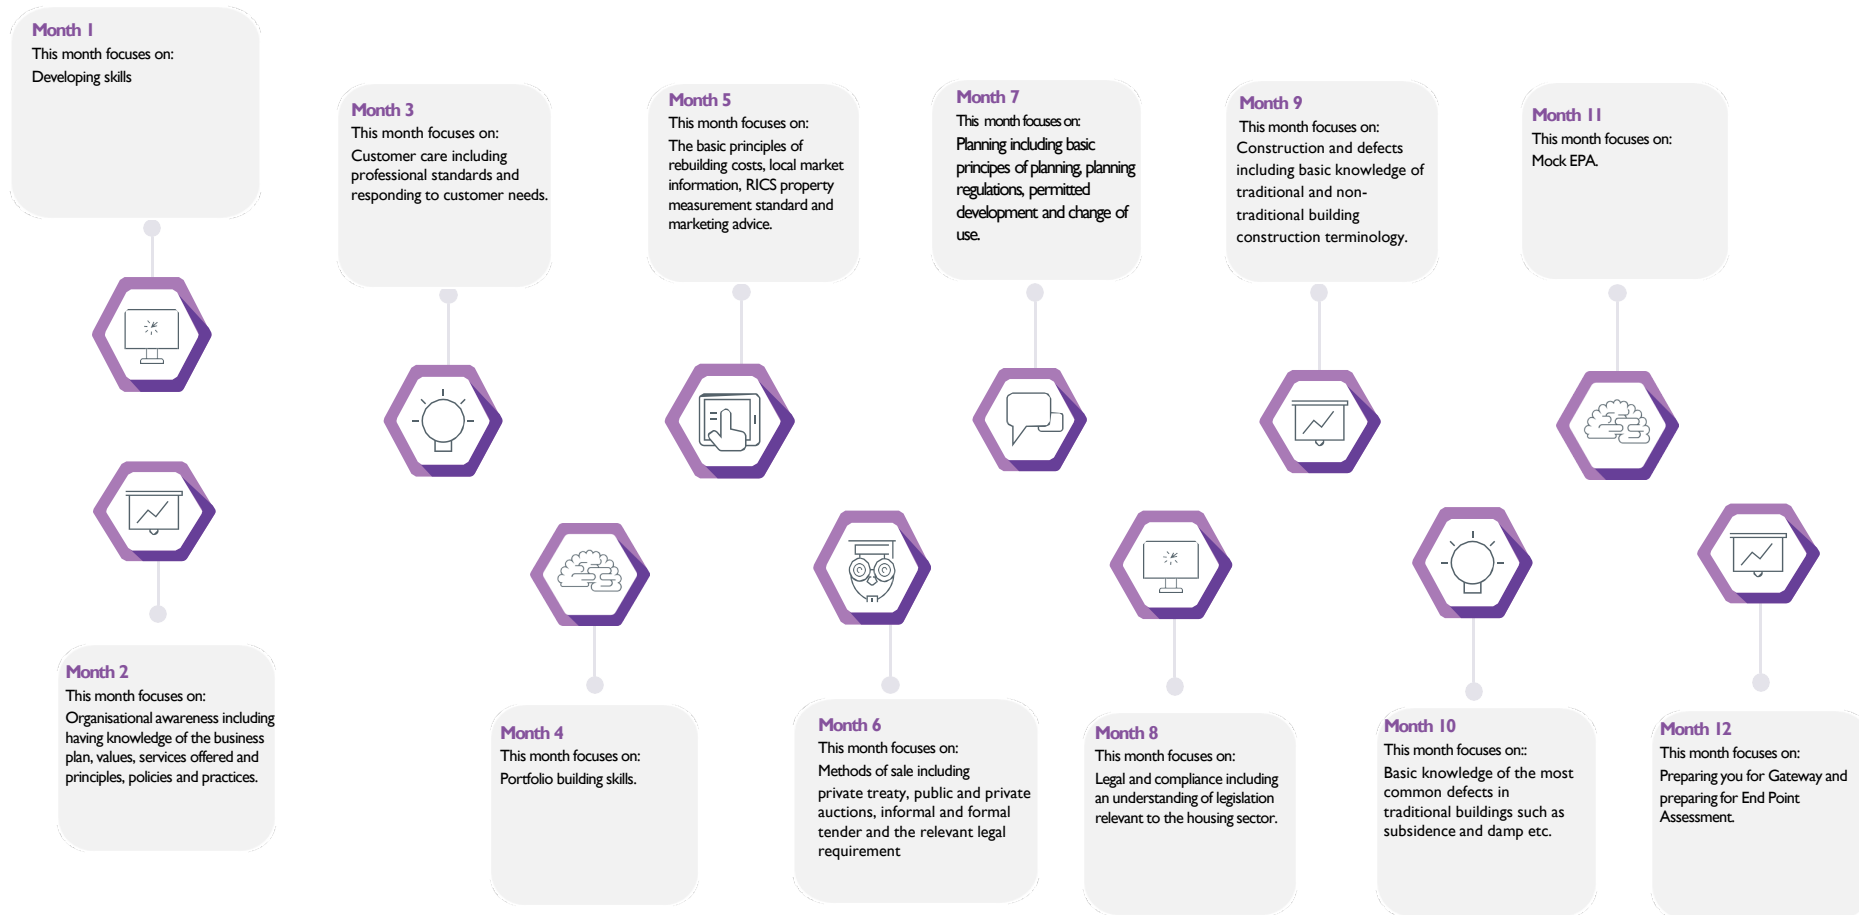 Month 1
This month focuses on:
Developing skills
Month 2
This month focuses on:
Organisational awareness including
having knowledge of the business
plan, values, services offered and
principles, policies and practices.
Month 3
This month focuses on:
Customer care including
professional standards and
responding to customer needs.
Month 4
This month focuses on:
Portfolio building skills.
Month 5
This month focuses on:
The basic principles of
rebuilding costs, local market
information, RICS property
measurement standard and
marketing advice.
Month 6
This month focuses on:
Methods of sale including
private treaty, public and private
auctions, informal and formal
tender and the relevant legal
requirement
Month 7
This month focuses on:
Planning including basic
principes of planning, planning
regulations, permitted
development and change of
use.
Month 8
This month focuses on:
Legal and compliance including
an understanding of legislation
relevant to the housing sector.
Month 9
This month focuses on:
Construction and defects
including basic knowledge of
traditional and non-
traditional building
construction terminology.
Month 10
This month focuses on::
Basic knowledge of the most
common defects in
traditional buildings such as
subsidence and damp etc.
Month 11
This month focuses on:
Mock EPA.
Month 12
This month focuses on:
Preparing you for Gateway and
preparing for End Point
Assessment.